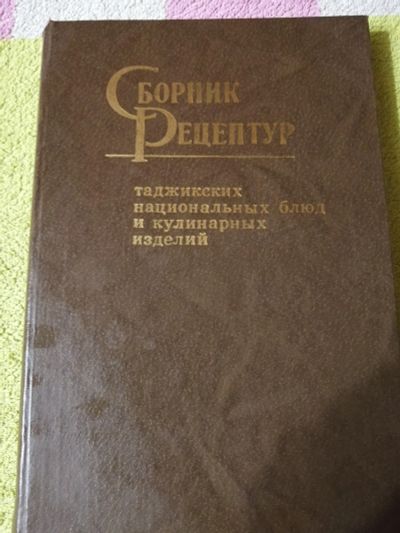 Сборник
Рецептур
таджикских
национальных блюд
и кулинарных
изделий